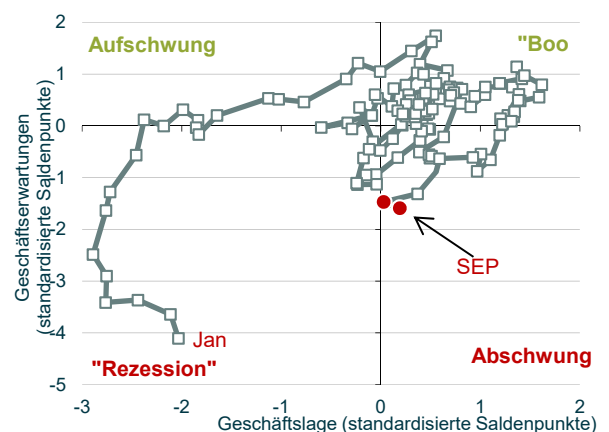 2
1
0
-1
-2
-3
-4
-5
Geschäftserwartungen
(standardisierte Saldenpunkte)
Aufschwung
"Boo
SEP
Jan
"Rezession"
Abschwung
-3
-2
-1
0
1
2
Geschäftslage (standardisierte Saldenpunkte)